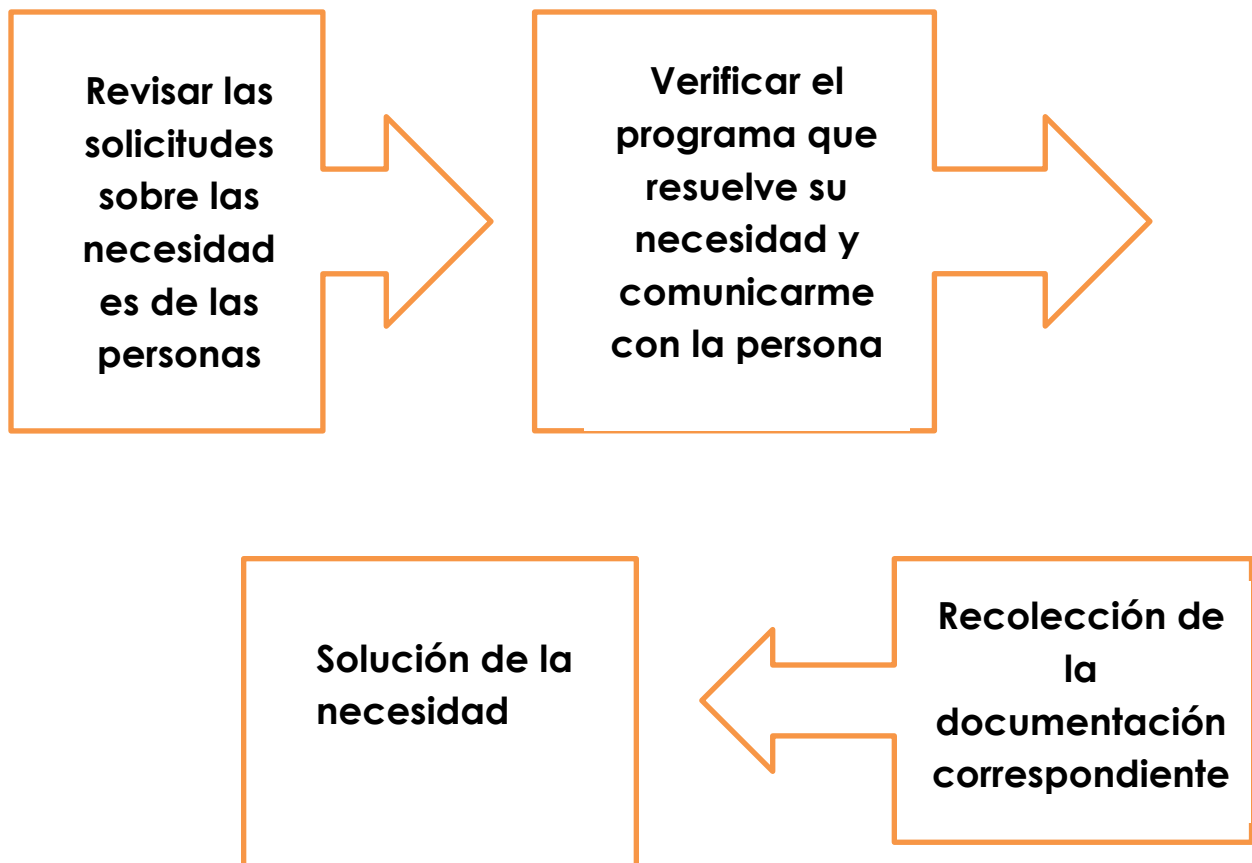 Revisar las
solicitudes
sobre las
necesidad
es de las
personas
Verificar el
programa que
resuelve su
necesidad y
comunicarme
con la persona
Recolección de
la
documentación
correspondiente
Solución de la
necesidad